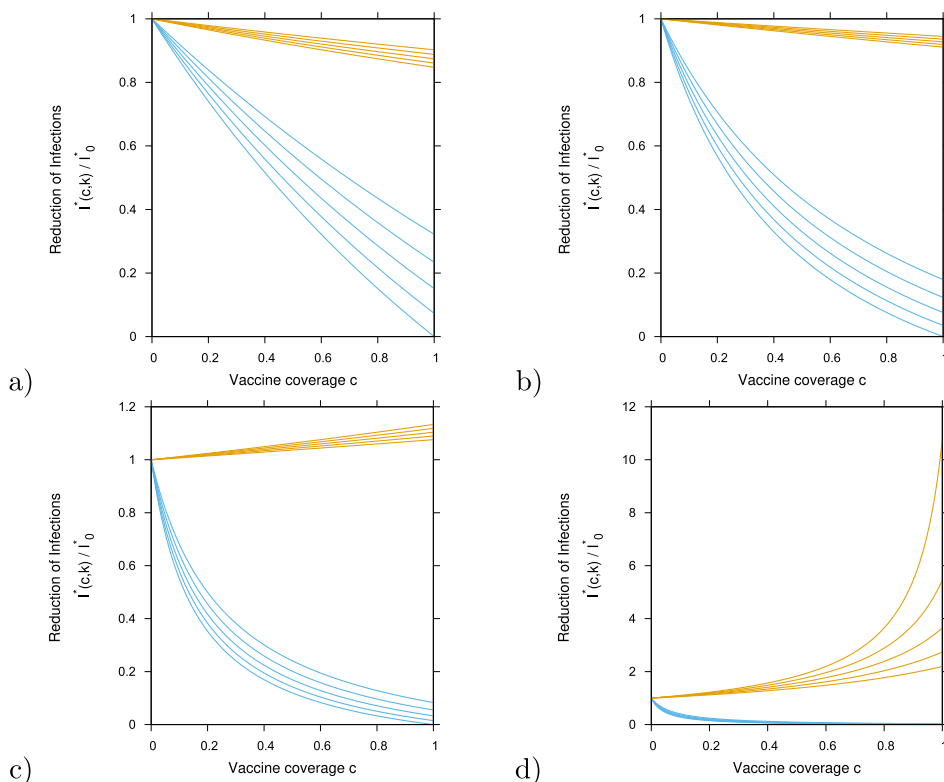 1
0.8
0.6
0.4
0.2
0
0 0.2 0.4 0.6 0.8 1
Reduction of Infections
I*(c,k) / I*0
Vaccine coverage c
a)
1
0.8
0.6
0.4
0.2
0
0 0.2 0.4 0.6 0.8 1
Reduction of Infections
I*(c,k) / I*0
Vaccine coverage c
b)
1.2
1
0.8
0.6
0.4
0.2
0
0 0.2 0.4 0.6 0.8 1
Reduction of Infections
I*(c,k) / I*0
Vaccine coverage c
c)
12
10
8
6
4
2
0
0 0.2 0.4 0.6 0.8 1
Reduction of Infections
I*(c,k) / I*0
Vaccine coverage c
d)